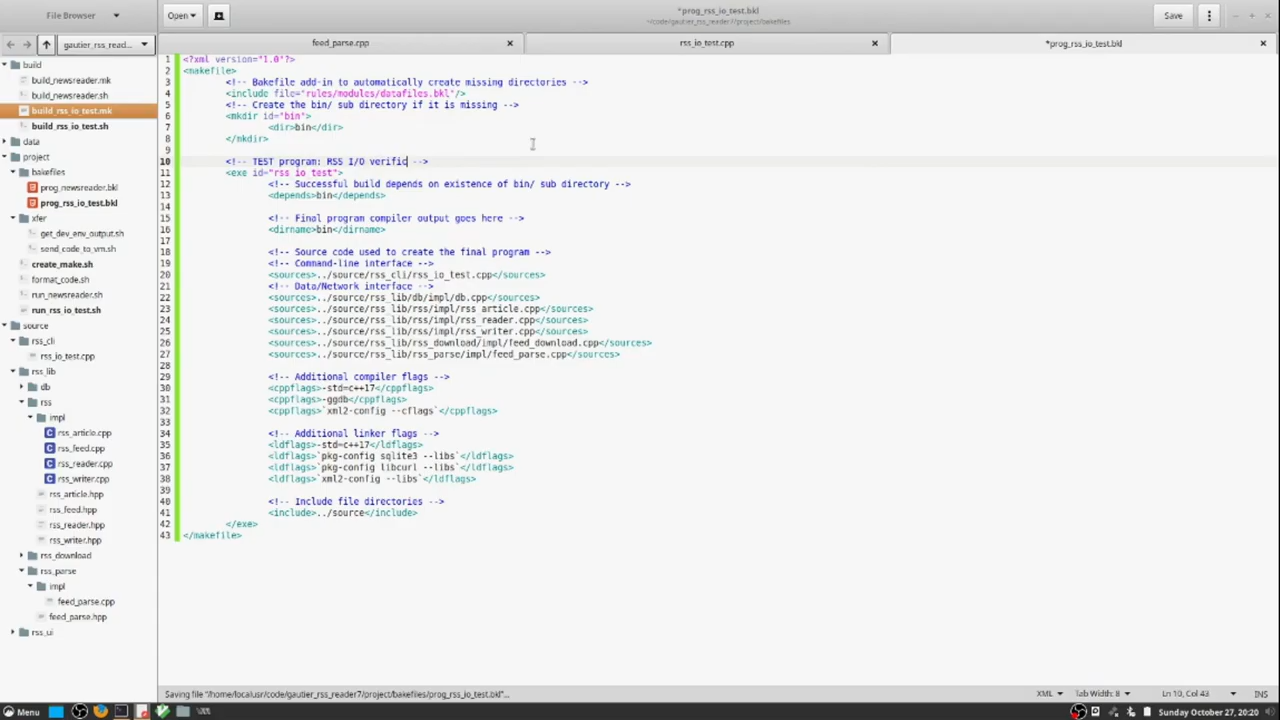 File Browser
Open
*prog_rss_io_test.bkl
~/code/gautier_rss_reader7/project/bakefiles
Save
gautier_rss_read...
feed_parse.cpp
rss_io_test.cpp
*prog_rss_io_test.bkl
build
build_newsreader.mk
build_newsreader.sh
build_rss_io_test.mk
build_rss_io_test.sh
data
project
bakefiles
prog_newsreader.bkl
prog_rss_io_test.bkl
xfer
get_dev_env_output.sh
send_code_to_vm.sh
create_make.sh
format_code.sh
run_newsreader.sh
run_rss_io_test.sh
source
rss_cli
rss_io_test.cpp
rss_lib
db
rss
impl
rss_article.cpp
rss_feed.cpp
rss_reader.cpp
rss_writer.cpp
rss_article.hpp
rss_feed.hpp
rss_reader.hpp
rss_writer.hpp
rss_download
rss_parse
impl
feed_parse.cpp
feed_parse.hpp
rss_ui
1 <?xml version="1.0"?>
2 <makefile>
3 <!-- Bakefile add-in to automatically create missing directories -->
4 <include file="rules/modules/datafiles.bkl"/>
5 <!-- Create the bin/ sub directory if it is missing -->
6 <mkdir id="bin">
7 <dir>bin</dir>
8 </mkdir>
9
10 <!-- TEST program: RSS I/O verific -->
11 <exe id="rss_io_test">
12 <!-- Successful build depends on existence of bin/ sub directory -->
13 <depends>bin</depends>
14
15 <!-- Final program compiler output goes here -->
16 <dirname>bin</dirname>
17
18 <!-- Source code used to create the final program -->
19 <!-- Command-line interface -->
20 <sources>../source/rss_cli/rss_io_test.cpp</sources>
21 <!-- Data/Network interface -->
22 <sources>../source/rss_lib/db/impl/db.cpp</sources>
23 <sources>../source/rss_lib/rss/impl/rss_article.cpp</sources>
24 <sources>../source/rss_lib/rss/impl/rss_reader.cpp</sources>
25 <sources>../source/rss_lib/rss/impl/rss_writer.cpp</sources>
26 <sources>../source/rss_lib/rss_download/impl/feed_download.cpp</sources>
27 <sources>../source/rss_lib/rss_parse/impl/feed_parse.cpp</sources>
28
29 <!-- Additional compiler flags -->
30 <cppflags>-std=c++17</cppflags>
31 <cppflags>-ggdb</cppflags>
32 <cppflags>`xml2-config --cflags`</cppflags>
33
34 <!-- Additional linker flags -->
35 <ldflags>-std=c++17</ldflags>
36 <ldflags>`pkg-config sqlite3 --libs`</ldflags>
37 <ldflags>`pkg-config libcurl --libs`</ldflags>
38 <ldflags>`xml2-config --libs`</ldflags>
39
40 <!-- Include file directories -->
41 <include>../source</include>
42 </exe>
43 </makefile>
Saving file "/home/localusr/code/gautier_rss_reader7/project/bakefiles/prog_rss_io_test.bkl"...
XML
Tab Width: 8
Ln 10, Col 43
INS
Menu
Sunday October 27, 20:20